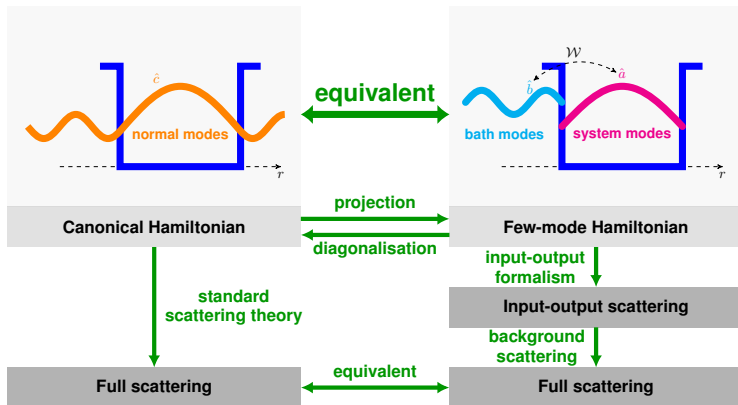 ĉ
normal modes
r
equivalent
𝒲
b̂
â
bath modes
system modes
r
Canonical Hamiltonian
projection
diagonalisation
Few-mode Hamiltonian
standard
scattering theory
input-output
formalism
Input-output scattering
background
scattering
Full scattering
equivalent
Full scattering